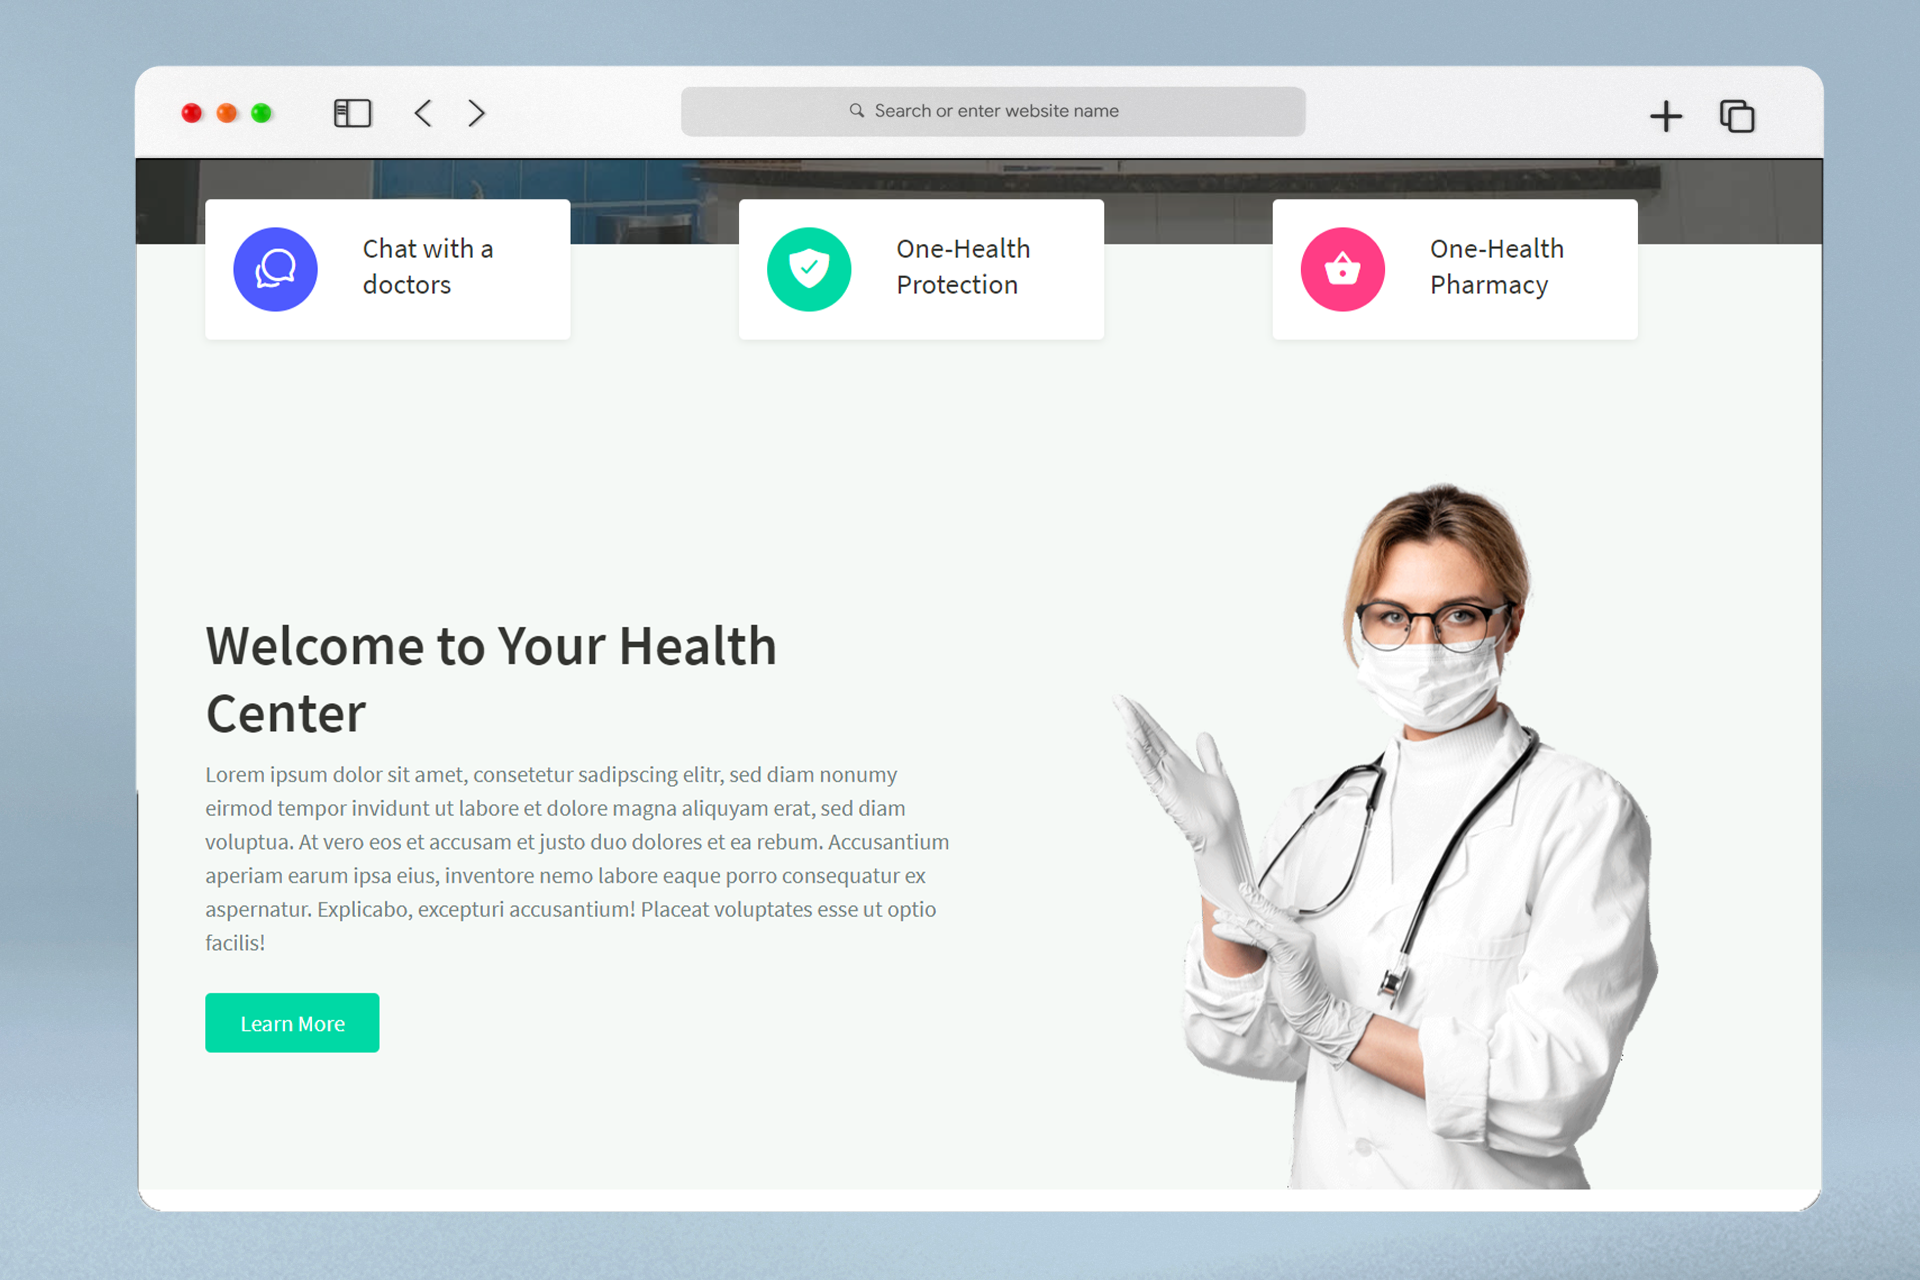 Search or enter website name
Chat with a
doctors
One-Health
Protection
One-Health
Pharmacy
Welcome to Your Health
Center
Lorem ipsum dolor sit amet, consetetur sadipscing elitr, sed diam nonumy
eirmod tempor invidunt ut labore et dolore magna aliquyam erat, sed diam
voluptua. At vero eos et accusam et justo duo dolores et ea rebum. Accusantium
aperiam earum ipsa eius, inventore nemo labore eaque porro consequatur ex
aspernatur. Explicabo, excepturi accusantium! Placeat voluptates esse ut optio
facilis!
Learn More